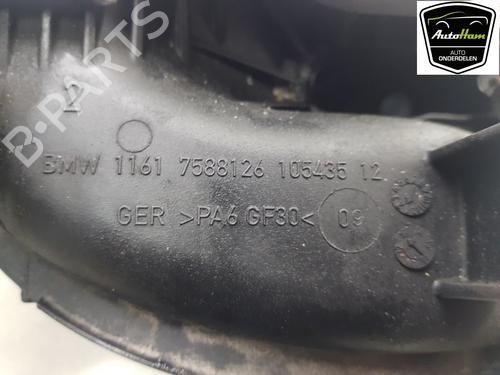 AutoHam
AUTO
ONDERDELEN
B-PARTS
2
BMW 1161 7588126 105435 12
GER >PA6 GF30< 09